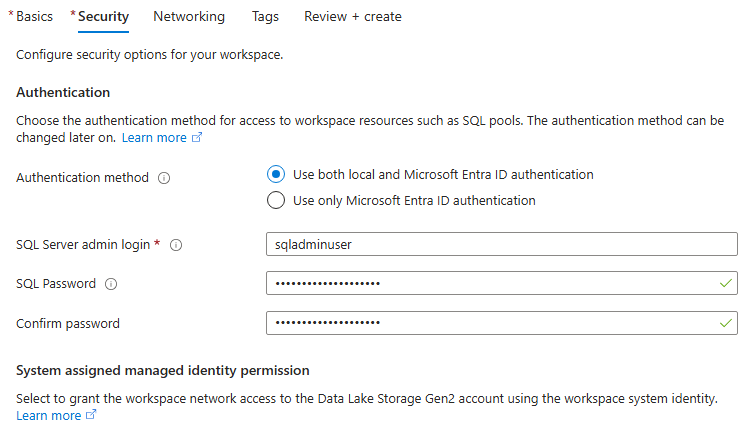 * Basics * Security Networking Tags Review + create
Configure security options for your workspace.
Authentication
Choose the authentication method for access to workspace resources such as SQL pools. The authentication method can be
changed later on. Learn more
Authentication method
Use both local and Microsoft Entra ID authentication
Use only Microsoft Entra ID authentication
SQL Server admin login *
sqladminuser
SQL Password
••••••••••••••••••••
Confirm password
••••••••••••••••••••
System assigned managed identity permission
Select to grant the workspace network access to the Data Lake Storage Gen2 account using the workspace system identity.
Learn more